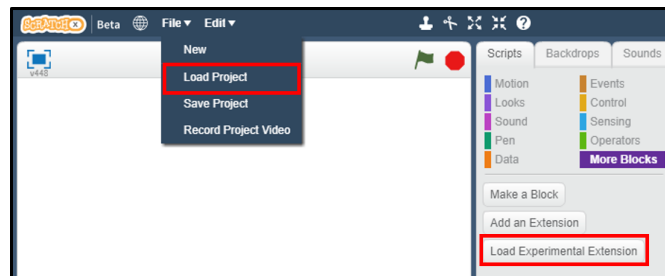 SCRATCHX Beta File Edit
New
Load Project
Save Project
Record Project Video
v448
Scripts Backdrops Sounds
Motion Events
Looks Control
Sound Sensing
Pen Operators
Data More Blocks
Make a Block
Add an Extension
Load Experimental Extension